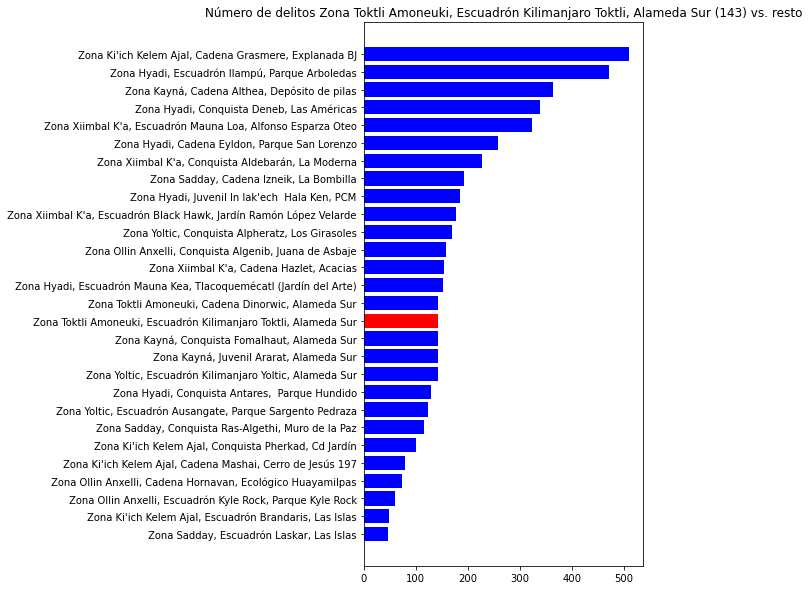 Número de delitos Zona Toktli Amoneuki, Escuadrón Kilimanjaro Toktli, Alameda Sur (143) vs. resto
Zona Ki'ich Kelem Ajal, Cadena Grasmere, Explanada BJ
Zona Hyadi, Escuadrón Ilampú, Parque Arboledas
Zona Kayná, Cadena Althea, Depósito de pilas
Zona Hyadi, Conquista Deneb, Las Américas
Zona Xiimbal K'a, Escuadrón Mauna Loa, Alfonso Esparza Oteo
Zona Hyadi, Cadena Eyldon, Parque San Lorenzo
Zona Xiimbal K'a, Conquista Aldebarán, La Moderna
Zona Sadday, Cadena Izneik, La Bombilla
Zona Hyadi, Juvenil In lak'ech  Hala Ken, PCM
Zona Xiimbal K'a, Escuadrón Black Hawk, Jardín Ramón López Velarde
Zona Yoltic, Conquista Alpheratz, Los Girasoles
Zona Ollin Anxelli, Conquista Algenib, Juana de Asbaje
Zona Xiimbal K'a, Cadena Hazlet, Acacias
Zona Hyadi, Escuadrón Mauna Kea, Tlacoquemécatl (Jardín del Arte)
Zona Toktli Amoneuki, Cadena Dinorwic, Alameda Sur
Zona Toktli Amoneuki, Escuadrón Kilimanjaro Toktli, Alameda Sur
Zona Kayná, Conquista Fomalhaut, Alameda Sur
Zona Kayná, Juvenil Ararat, Alameda Sur
Zona Yoltic, Escuadrón Kilimanjaro Yoltic, Alameda Sur
Zona Hyadi, Conquista Antares,  Parque Hundido
Zona Yoltic, Escuadrón Ausangate, Parque Sargento Pedraza
Zona Sadday, Conquista Ras-Algethi, Muro de la Paz
Zona Ki'ich Kelem Ajal, Conquista Pherkad, Cd Jardín
Zona Ki'ich Kelem Ajal, Cadena Mashai, Cerro de Jesús 197
Zona Ollin Anxelli, Cadena Hornavan, Ecológico Huayamilpas
Zona Ollin Anxelli, Escuadrón Kyle Rock, Parque Kyle Rock
Zona Ki'ich Kelem Ajal, Escuadrón Brandaris, Las Islas
Zona Sadday, Escuadrón Laskar, Las Islas
0 100 200 300 400 500